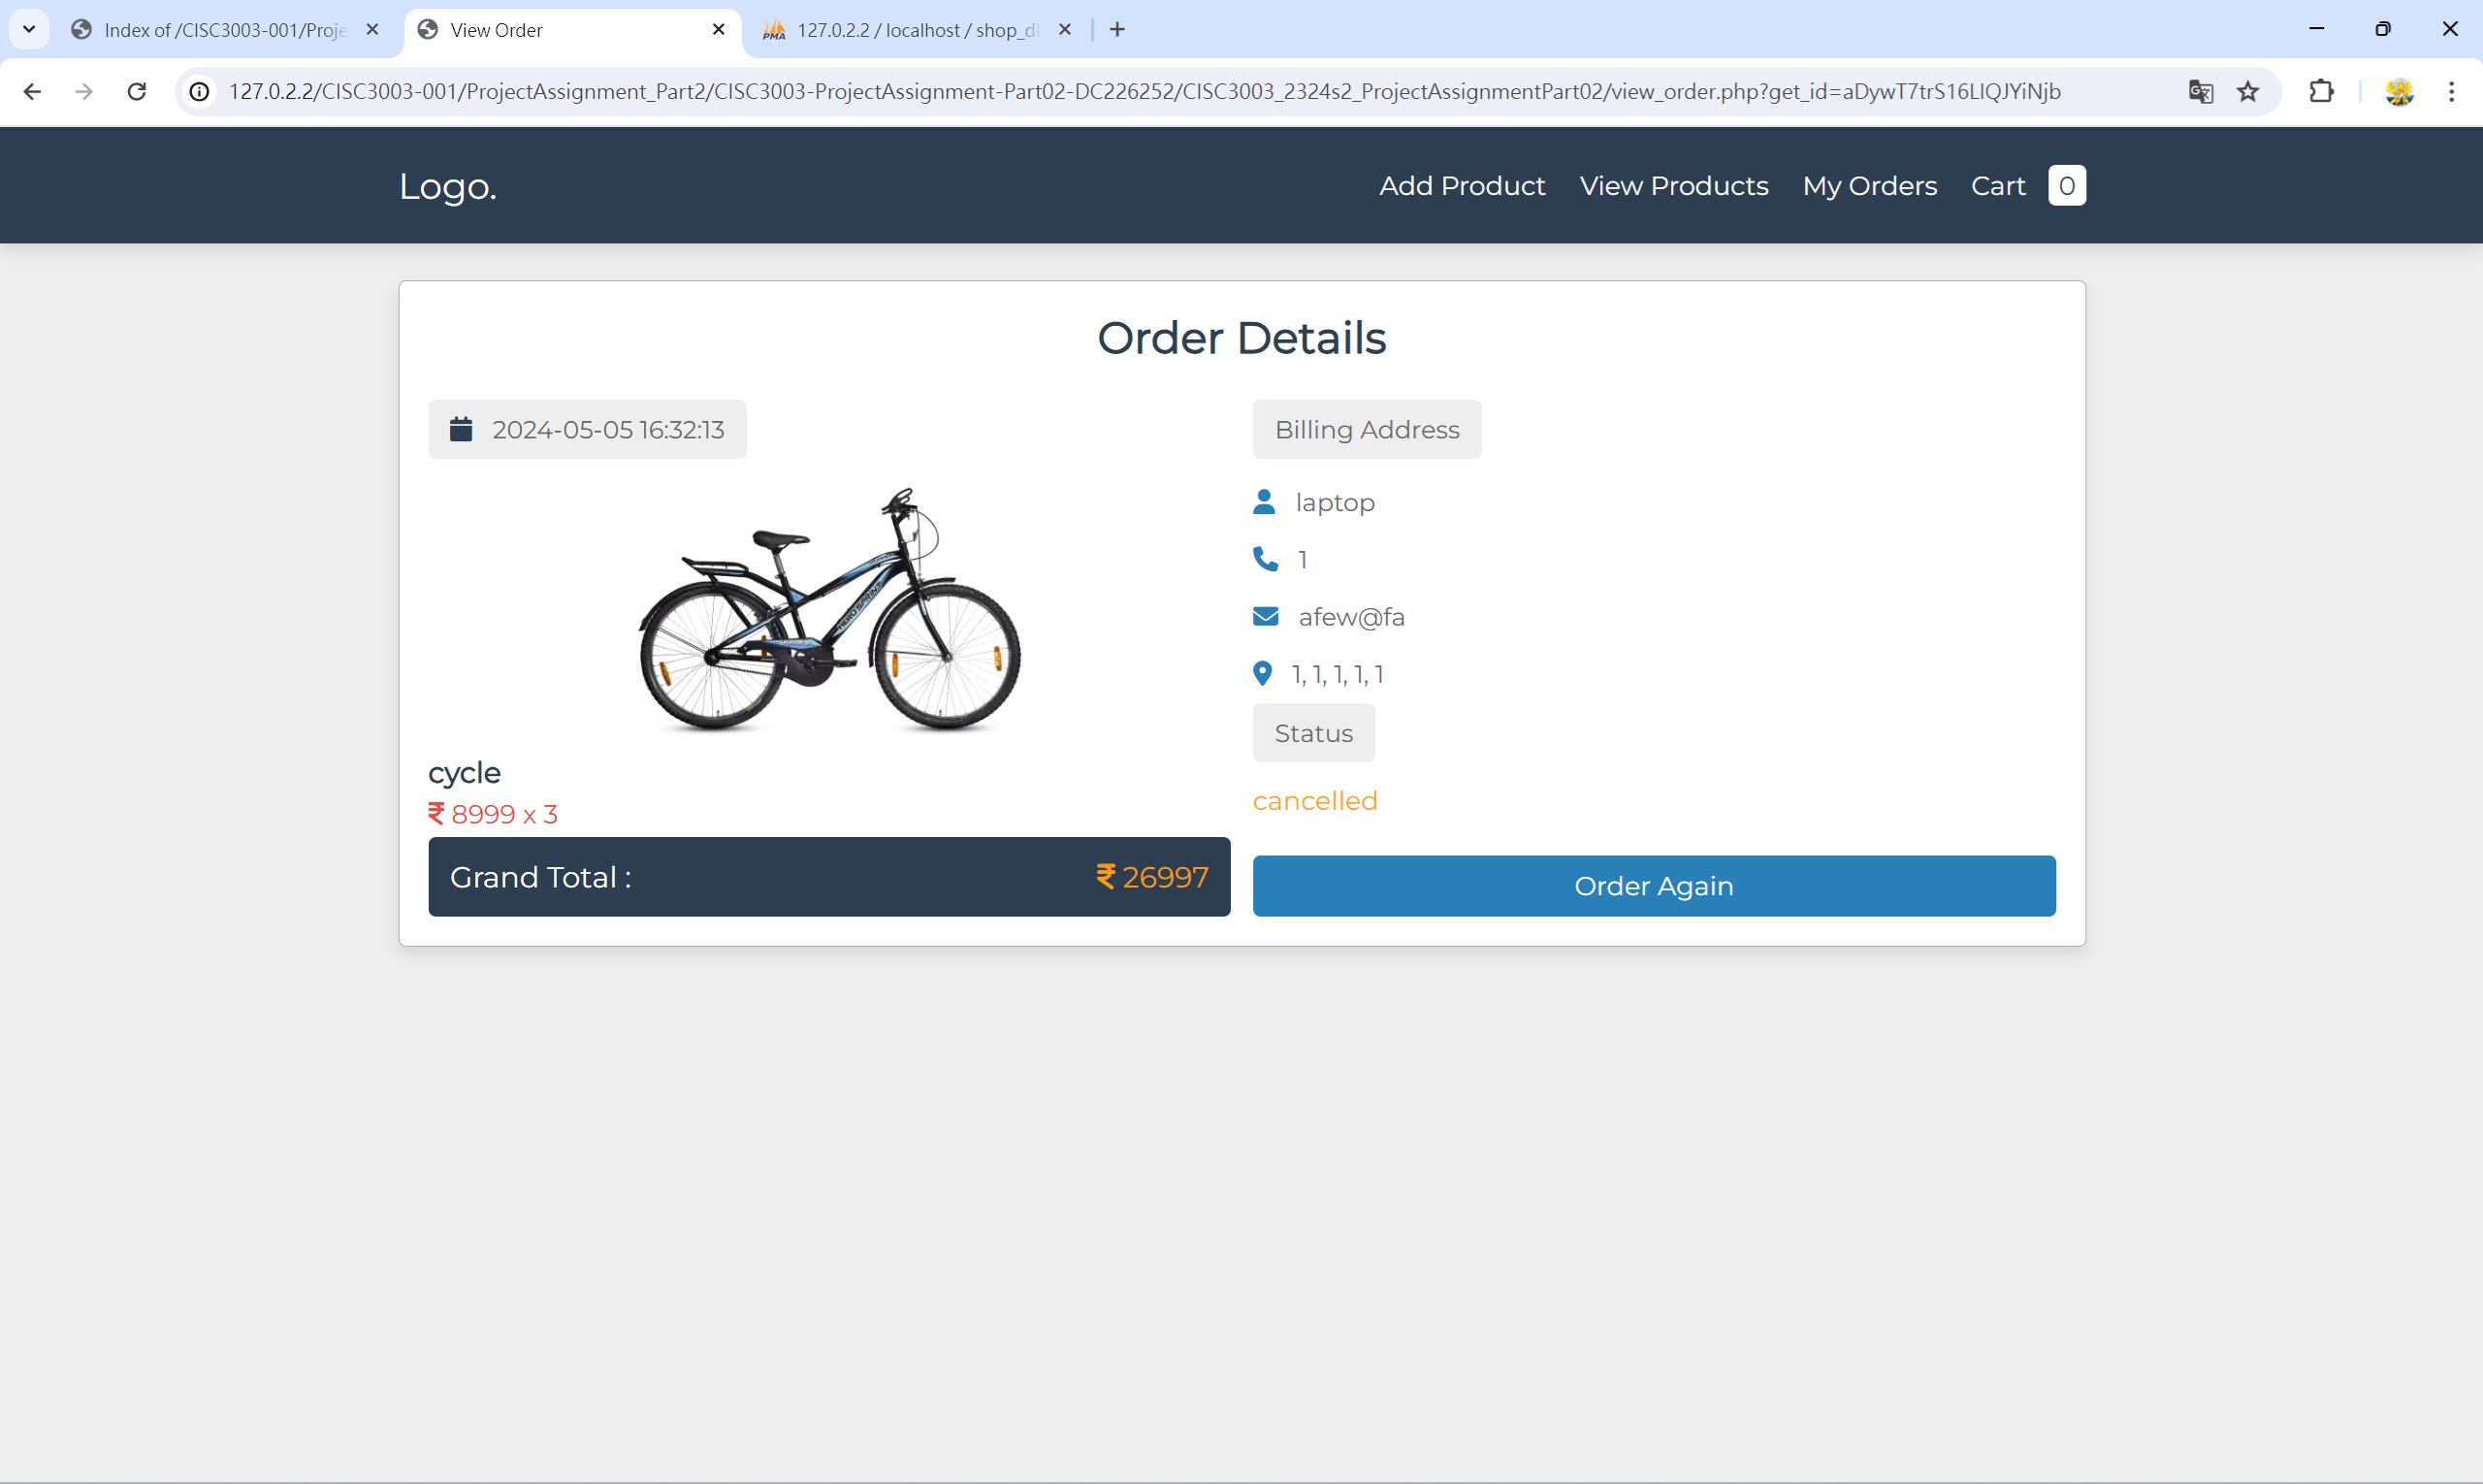 Index of /CISC3003-001/Proje
View Order
PMA
127.0.2.2 / localhost / shop_d
127.0.2.2/CISC3003-001/ProjectAssignment_Part2/CISC3003-ProjectAssignment-Part02-DC226252/CISC3003_2324s2_ProjectAssignmentPart02/view_order.php?get_id=aDywT7trS16LIQJYiNjb
Logo.
Add Product
View Products
My Orders
Cart 0
Order Details
2024-05-05 16:32:13
HERO SPRINT
cycle
₹ 8999 x 3
Grand Total :
₹ 26997
Billing Address
laptop
1
afew@fa
1, 1, 1, 1, 1
Status
cancelled
Order Again